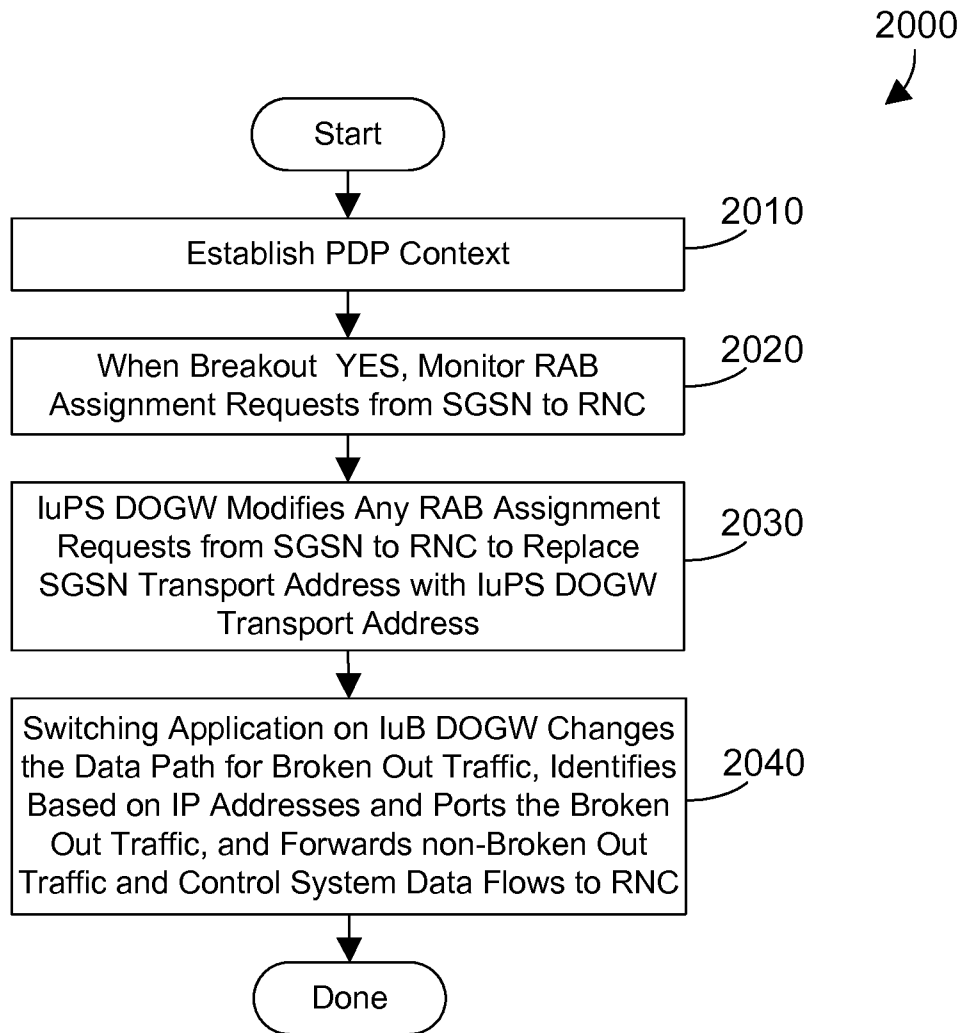 2000
Start
2010
Establish PDP Context
2020
When Breakout YES, Monitor RAB
Assignment Requests from SGSN to RNC
2030
IuPS DOGW Modifies Any RAB Assignment
Requests from SGSN to RNC to Replace
SGSN Transport Address with IuPS DOGW
Transport Address
2040
Switching Application on IuB DOGW Changes
the Data Path for Broken Out Traffic, Identifies
Based on IP Addresses and Ports the Broken
Out Traffic, and Forwards non-Broken Out
Traffic and Control System Data Flows to RNC
Done